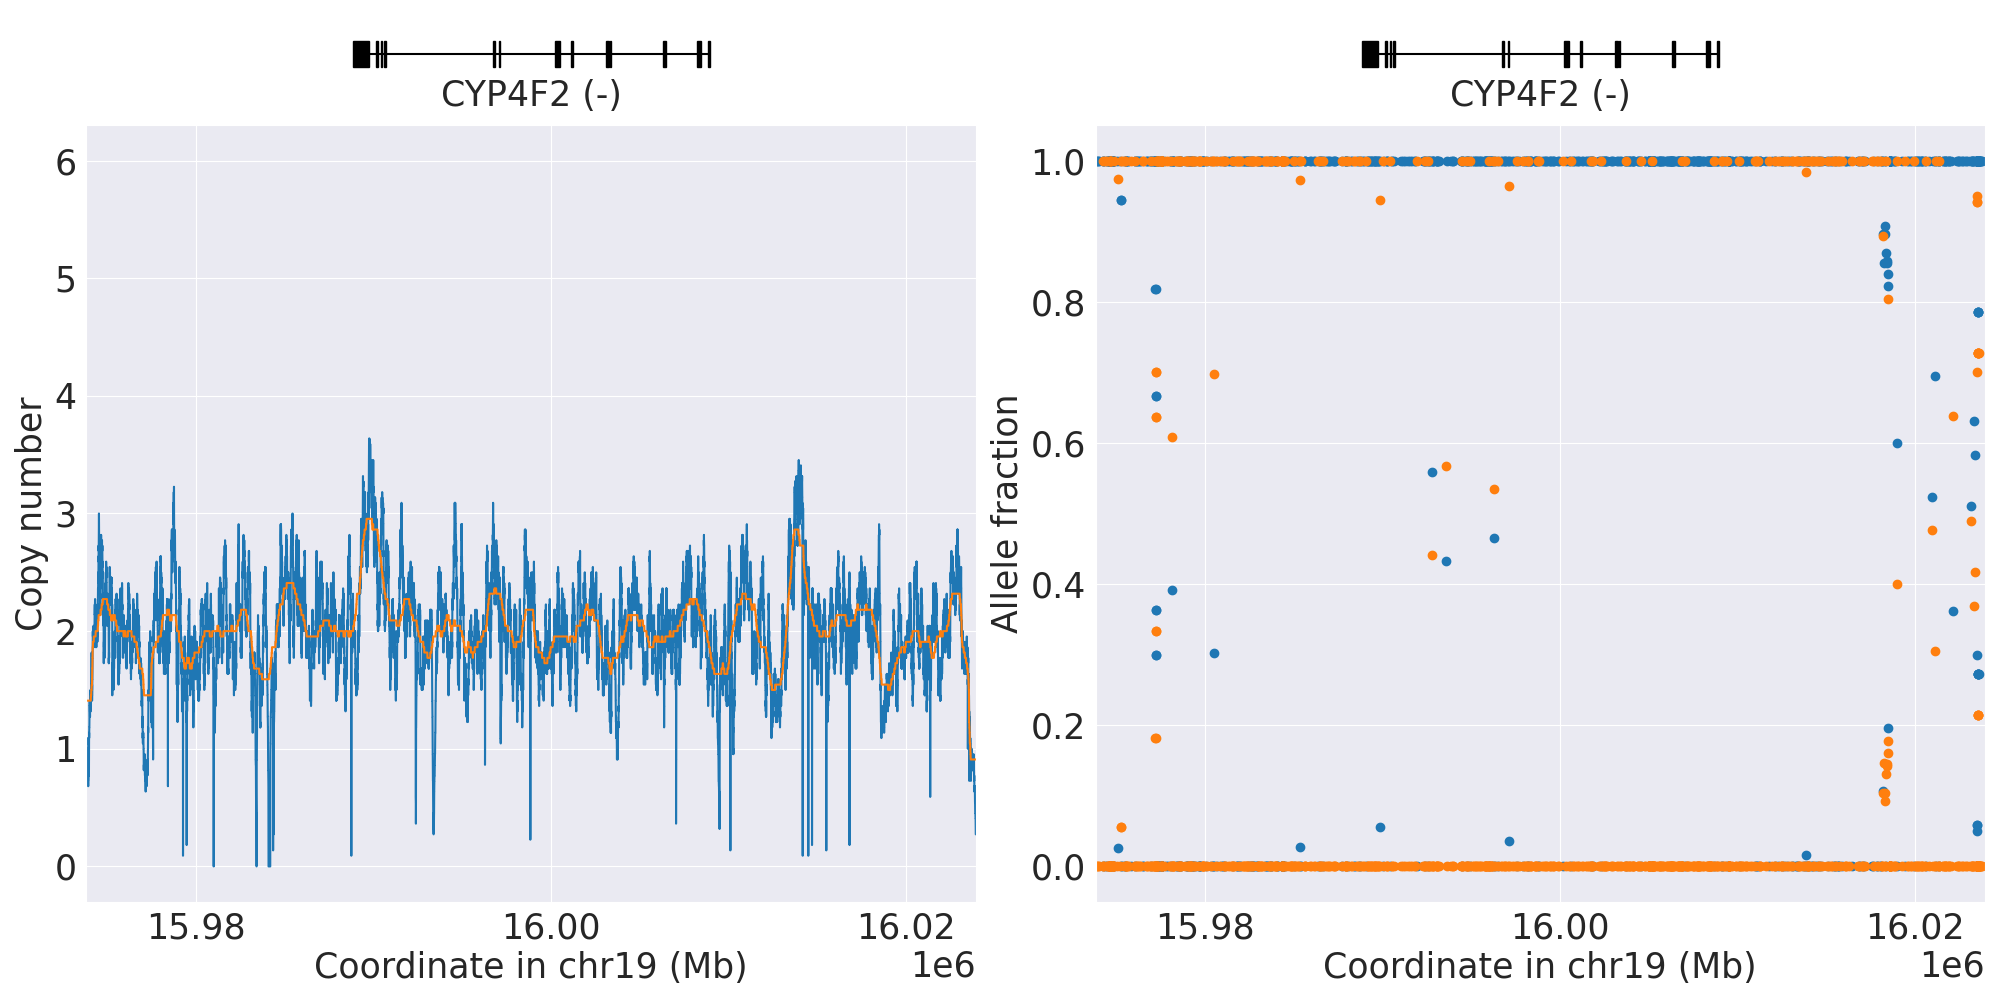 CYP4F2 (-)
6
5
4
3
2
1
0
Copy number
15.98 16.00 16.02
Coordinate in chr19 (Mb)
1e6
CYP4F2 (-)
1.0
0.8
0.6
0.4
0.2
0.0
Allele fraction
15.98 16.00 16.02
Coordinate in chr19 (Mb)
1e6